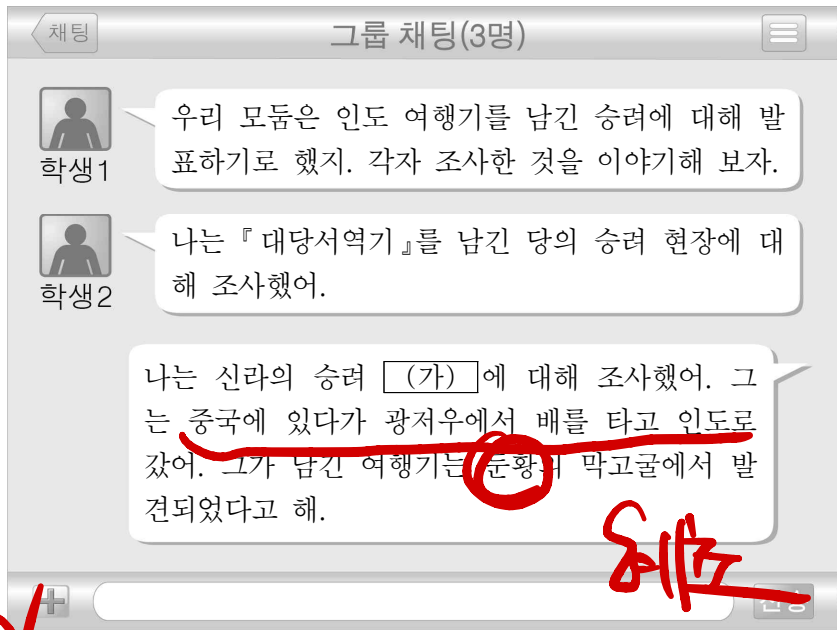 채팅
그룹 채팅(3명)
우리 모둠은 인도 여행기를 남긴 승려에 대해 발
표하기로 했지. 각자 조사한 것을 이야기해 보자.
학생1
나는 『대당서역기』를 남긴 당의 승려 현장에 대
해 조사했어.
학생2
나는 신라의 승려 (가) 에 대해 조사했어. 그
는 중국에 있다가 광저우에서 배를 타고 인도로
갔어. 그가 남긴 여행기는 둔황의 막고굴에서 발
견되었다고 해.
혜초
전송